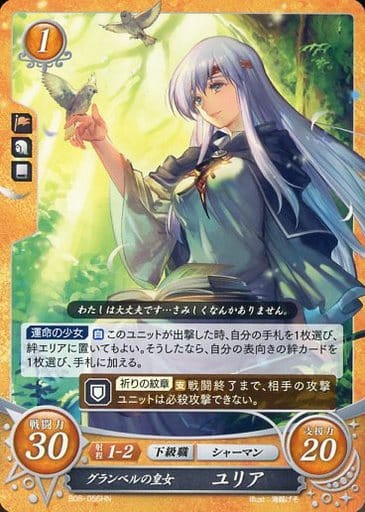 1
わたしは大丈夫です…さみしくなんかありません。
運命の少女 自 このユニットが出撃した時、自分の手札を1枚選び、
絆エリアに置いてもよい。そうしたなら、自分の表向きの絆カードを
1枚選び、手札に加える。
祈りの紋章 支 戦闘終了まで、相手の攻撃
ユニットは必殺攻撃できない。
戦闘力
30
射程 1-2 下級職 シャーマン
支援力
20
グランベルの皇女 ユリア
B08-056HN
Illust: